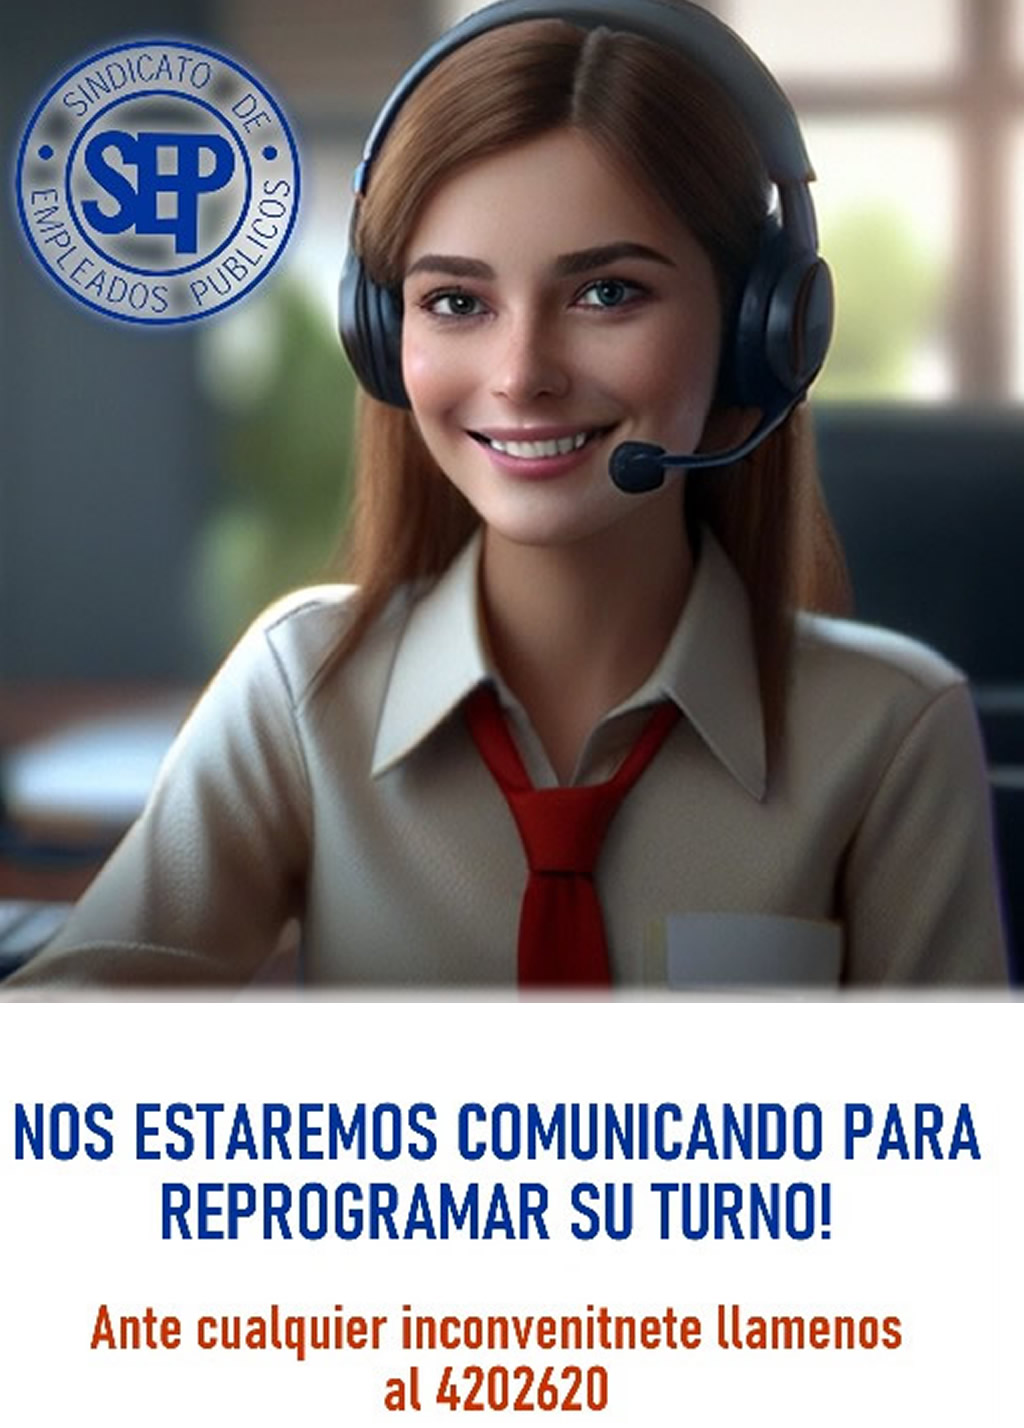 SINDICATO DE
EMPLEADOS PUBLICOS
SEP
NOS ESTAREMOS COMUNICANDO PARA
REPROGRAMAR SU TURNO!
Ante cualquier inconvenitnete llamenos
al 4202620